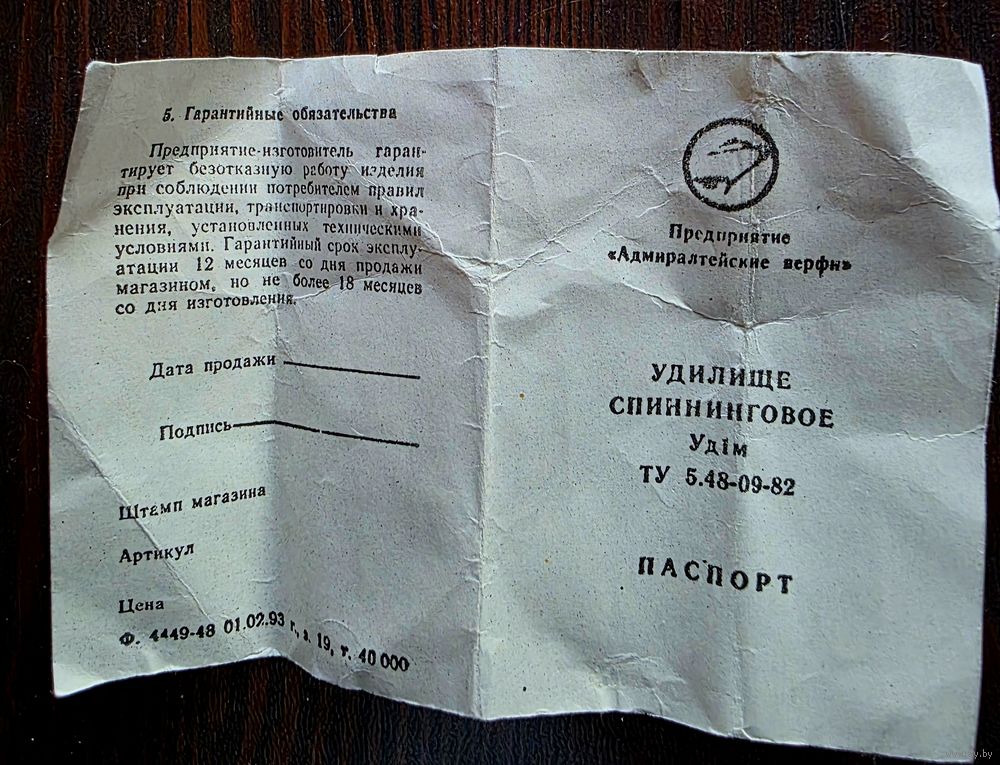 5. Гарантийные обязательства
Предприятие-изготовитель гаран-
тирует безотказную работу изделия
при соблюдении потребителем правил
эксплуатации, транспортировки и хра-
нения, установленных техническими
условиями. Гарантийный срок эксплу-
атации 12 месяцев со дня продажи
магазином, но не более 18 месяцев
со дня изготовления.
Дата продажи
Подпись
Штамп магазина
Артикул
Цена
Ф. 4449-48 01.02.93 г., з. 19, т. 40 000
Предприятие
«Адмиралтейские верфи»
УДИЛИЩЕ
СПИННИНГОВОЕ
Уд1м
ТУ 5.48-09-82
ПАСПОРТ